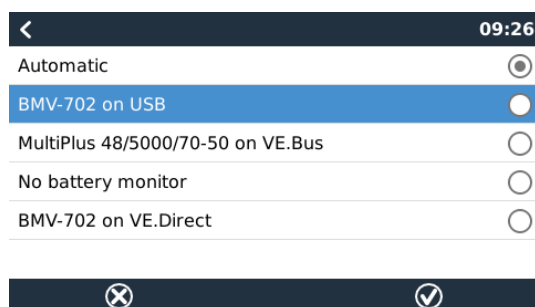 09:26
Automatic
BMV-702 on USB
MultiPlus 48/5000/70-50 on VE.Bus
No battery monitor
BMV-702 on VE.Direct